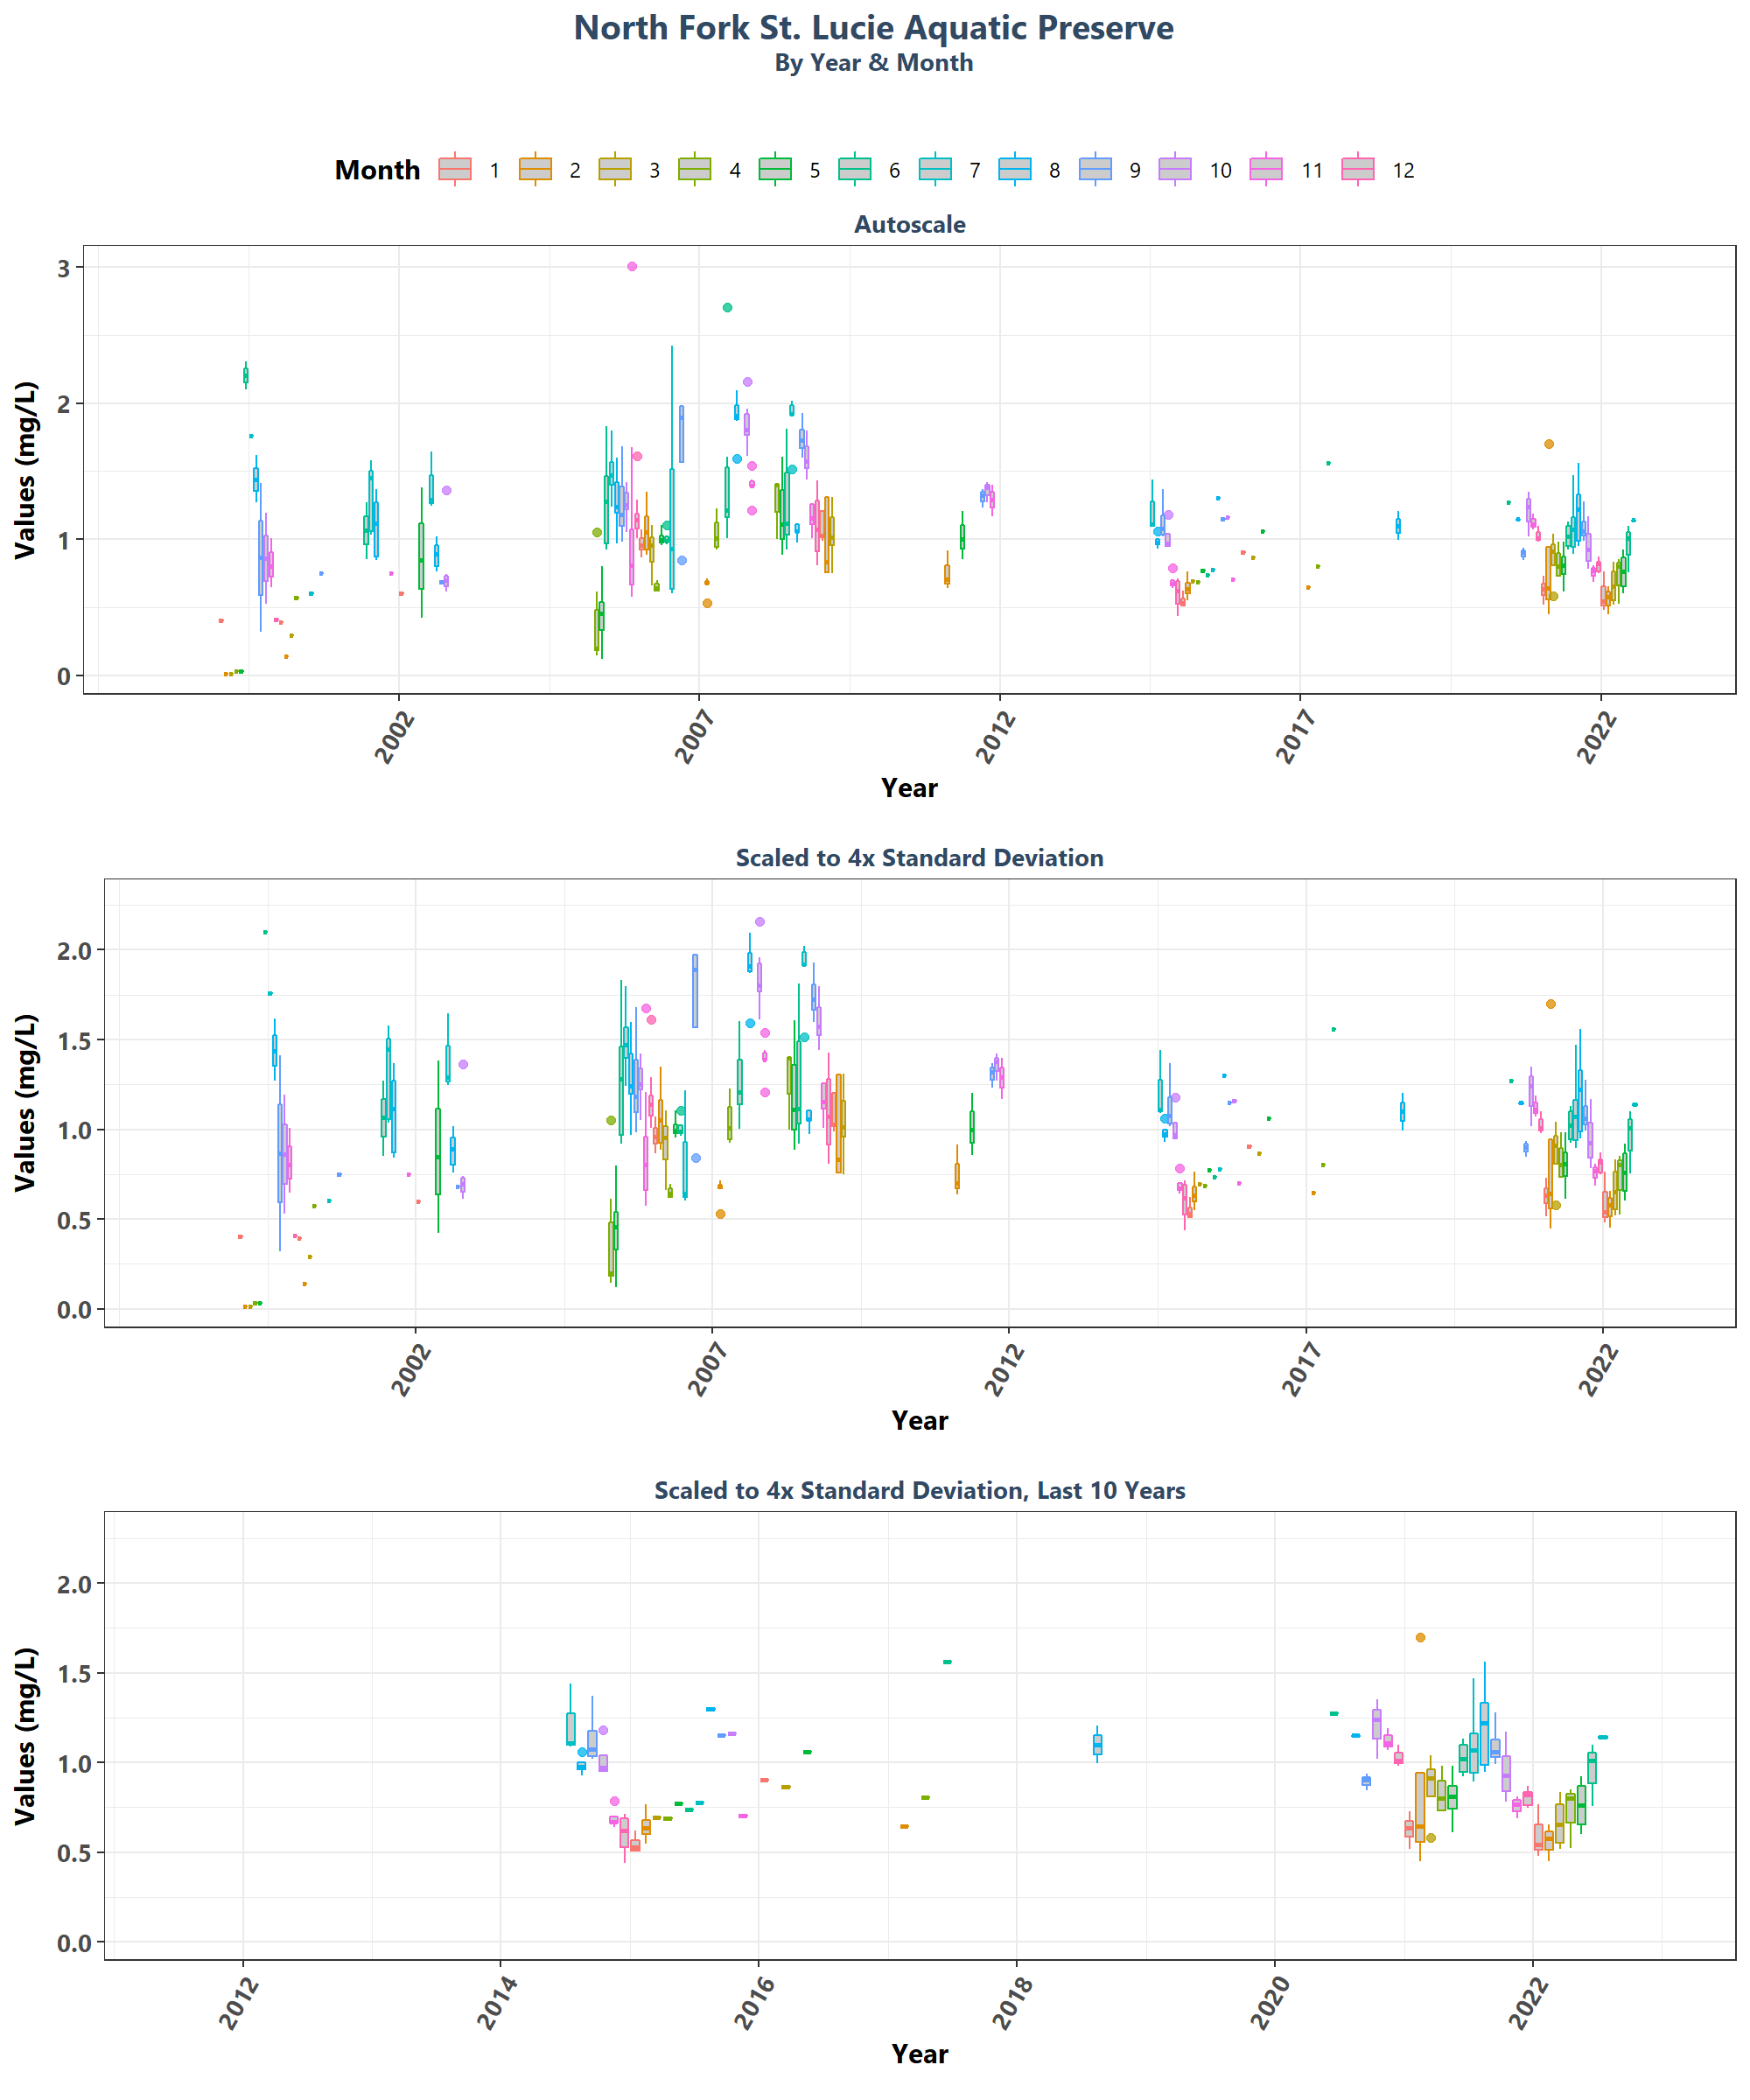 North Fork St. Lucie Aquatic Preserve
By Year & Month
Month 1 2 3 4 5 6 7 8 9 10 11 12
Autoscale
Values (mg/L)
3
2
1
0
2002 2007 2012 2017 2022
Year
Scaled to 4x Standard Deviation
Values (mg/L)
2.0
1.5
1.0
0.5
0.0
2002 2007 2012 2017 2022
Year
Scaled to 4x Standard Deviation, Last 10 Years
Values (mg/L)
2.0
1.5
1.0
0.5
0.0
2012 2014 2016 2018 2020 2022
Year